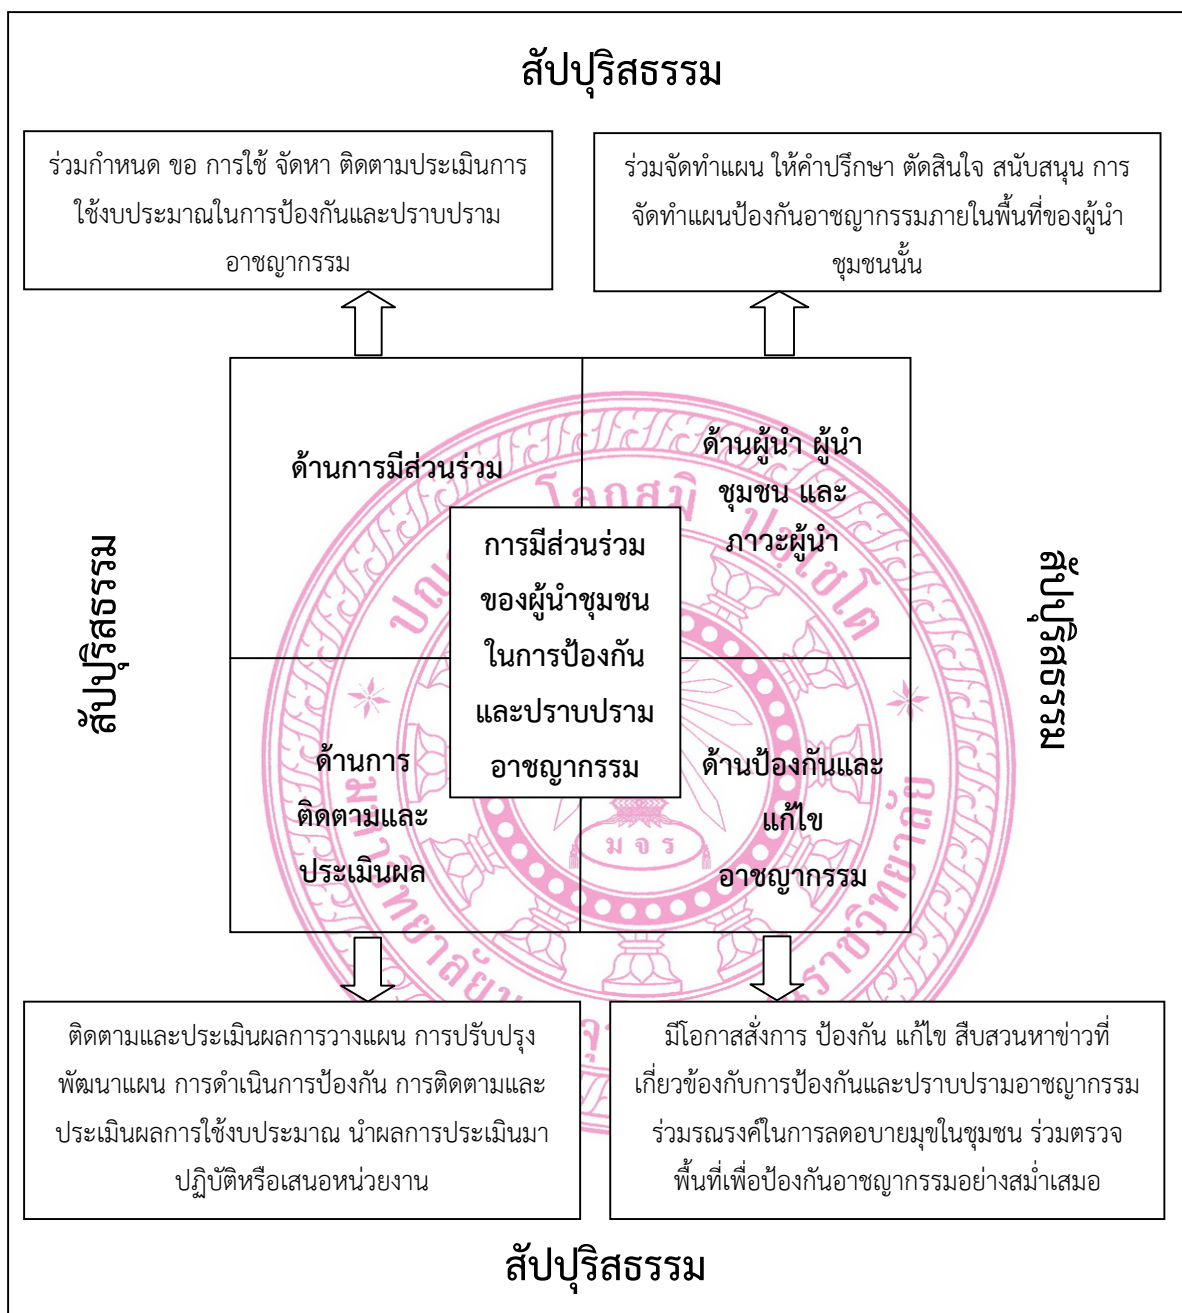 สัปปุริสธรรม
ร่วมกำหนด ขอ การใช้ จัดหา ติดตามประเมินการ
ใช้งบประมาณในการป้องกันและปราบปราม
อาชญากรรม
ร่วมจัดทำแผน ให้คำปรึกษา ตัดสินใจ สนับสนุน การ
จัดทำแผนป้องกันอาชญากรรมภายในพื้นที่ของผู้นำ
ชุมชนนั้น
ด้านการมีส่วนร่วม
ด้านผู้นำ ผู้นำ
ชุมชน และ
ภาวะผู้นำ
สัปปุริสธรรม
การมีส่วนร่วม
ของผู้นำชุมชน
ในการป้องกัน
และปราบปราม
อาชญากรรม
สัปปุริสธรรม
ด้านการ
ติดตามและ
ประเมินผล
ด้านป้องกันและ
แก้ไข
อาชญากรรม
โลกสฺมิ ปชฺโชโต
ม จ ร
ติดตามและประเมินผลการวางแผน การปรับปรุง
พัฒนาแผน การดำเนินการป้องกัน การติดตามและ
ประเมินผลการใช้งบประมาณ นำผลการประเมินมา
ปฏิบัติหรือเสนอหน่วยงาน
มีโอกาสสั่งการ ป้องกัน แก้ไข สืบสวนหาข่าวที่
เกี่ยวข้องกับการป้องกันและปราบปรามอาชญากรรม
ร่วมรณรงค์ในการลดอบายมุขในชุมชน ร่วมตรวจ
พื้นที่เพื่อป้องกันอาชญากรรมอย่างสม่ำเสมอ
สัปปุริสธรรม